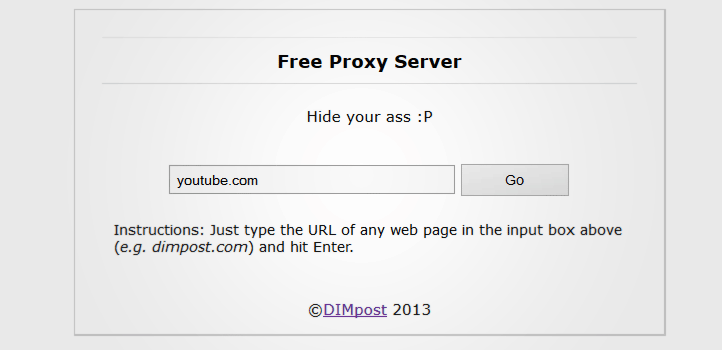 Free Proxy Server
Hide your ass :P
youtube.com Go
Instructions: Just type the URL of any web page in the input box above
(e.g. dimpost.com) and hit Enter.
©DIMpost 2013